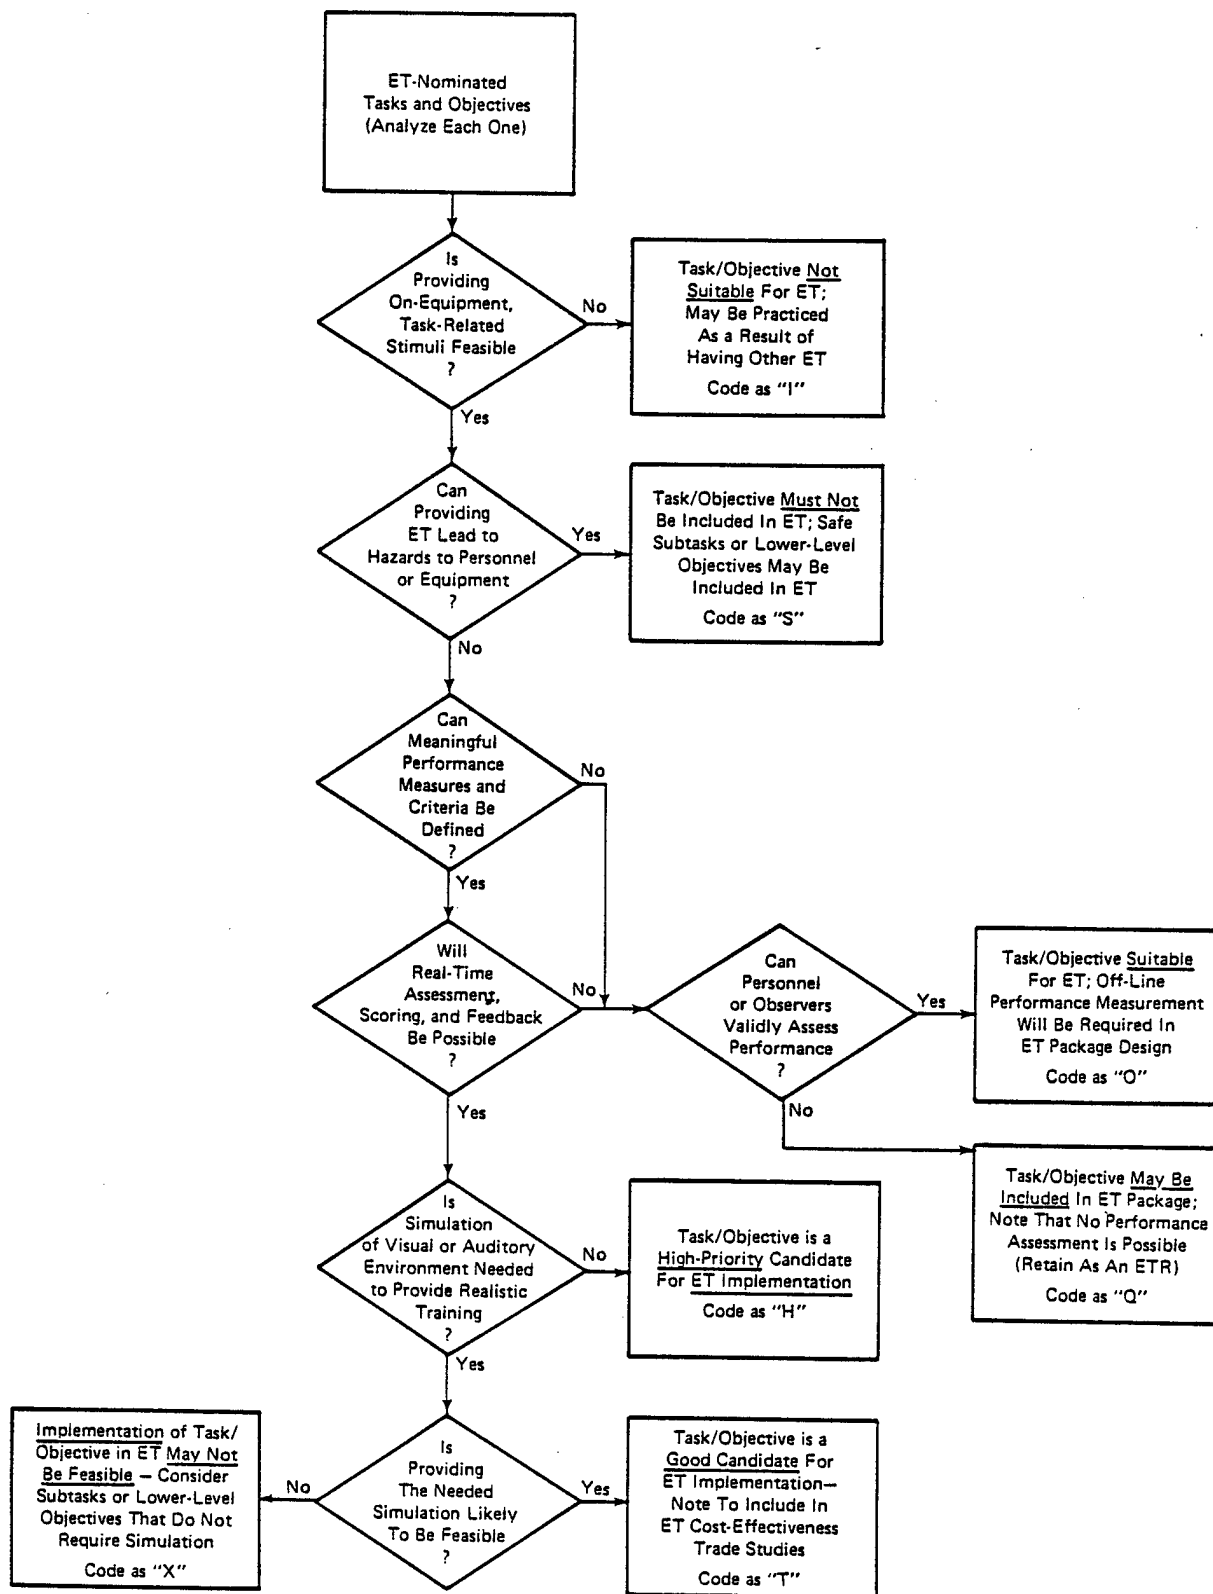 ET-Nominated
Tasks and Objectives
(Analyze Each One)
Is
Providing
On-Equipment,
Task-Related
Stimuli Feasible
?
No
Task/Objective Not
Suitable For ET;
May Be Practiced
As a Result of
Having Other ET
Code as "I"
Yes
Can
Providing
ET Lead to
Hazards to Personnel
or Equipment
?
Yes
Task/Objective Must Not
Be Included In ET; Safe
Subtasks or Lower-Level
Objectives May Be
Included In ET
Code as "S"
No
Can
Meaningful
Performance
Measures and
Criteria Be
Defined
?
No
Yes
Will
Real-Time
Assessment,
Scoring, and Feedback
Be Possible
?
No
Can
Personnel
or Observers
Validly Assess
Performance
?
Yes
Task/Objective Suitable
For ET; Off-Line
Performance Measurement
Will Be Required In
ET Package Design
Code as "O"
No
Task/Objective May Be
Included In ET Package;
Note That No Performance
Assessment Is Possible
(Retain As An ETR)
Code as "Q"
Yes
Is
Simulation
of Visual or Auditory
Environment Needed
to Provide Realistic
Training
?
No
Task/Objective is a
High-Priority Candidate
For ET Implementation
Code as "H"
Yes
Is
Providing
The Needed
Simulation Likely
To Be Feasible
?
No
Implementation of Task/
Objective in ET May Not
Be Feasible – Consider
Subtasks or Lower-Level
Objectives That Do Not
Require Simulation
Code as "X"
Yes
Task/Objective is a
Good Candidate For
ET Implementation—
Note To Include In
ET Cost-Effectiveness
Trade Studies
Code as "T"